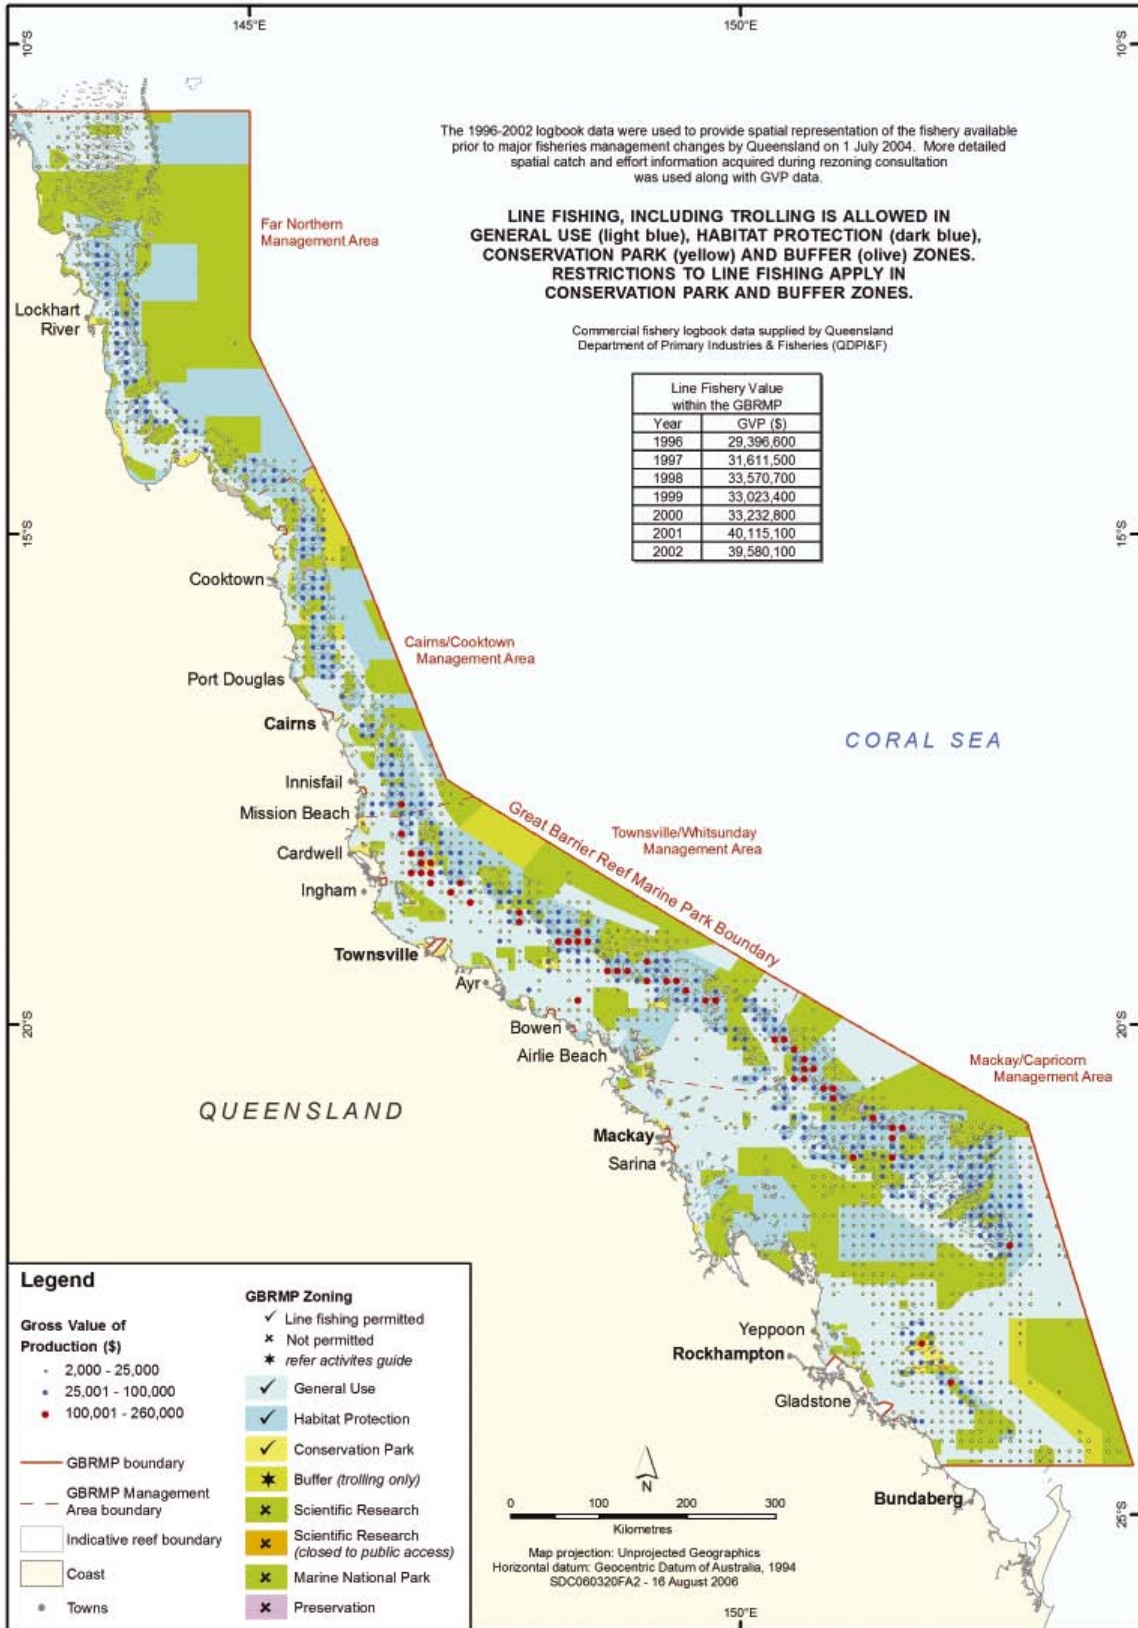 145°E
150°E
10°S
10°S
The 1996-2002 logbook data were used to provide spatial representation of the fishery available
prior to major fisheries management changes by Queensland on 1 July 2004. More detailed
spatial catch and effort information acquired during rezoning consultation
was used along with GVP data.
LINE FISHING, INCLUDING TROLLING IS ALLOWED IN
GENERAL USE (light blue), HABITAT PROTECTION (dark blue),
CONSERVATION PARK (yellow) AND BUFFER (olive) ZONES.
RESTRICTIONS TO LINE FISHING APPLY IN
CONSERVATION PARK AND BUFFER ZONES.
Commercial fishery logbook data supplied by Queensland
Department of Primary Industries & Fisheries (QDPI&F)
Line Fishery Value
within the GBRMP
Year GVP ($)
1996 29,396,600
1997 31,611,500
1998 33,570,700
1999 33,023,400
2000 33,232,800
2001 40,115,100
2002 39,580,100
Far Northern
Management Area
Lockhart
River
15°S
15°S
Cooktown
Cairns/Cooktown
Management Area
Port Douglas
Cairns
CORAL SEA
Innisfail
Mission Beach
Great Barrier Reef Marine Park Boundary
Townsville/Whitsunday
Management Area
Cardwell
Ingham
Townsville
Ayr
20°S
20°S
Bowen
Airlie Beach
Mackay/Capricorn
Management Area
QUEENSLAND
Mackay
Sarina
Yeppoon
Rockhampton
Gladstone
Bundaberg
25°S
Legend
Gross Value of
Production ($)
2,000 - 25,000
25,001 - 100,000
100,001 - 260,000
GBRMP boundary
GBRMP Management
Area boundary
Indicative reef boundary
Coast
Towns
GBRMP Zoning
Line fishing permitted
Not permitted
refer activites guide
General Use
Habitat Protection
Conservation Park
Buffer (trolling only)
Scientific Research
Scientific Research
(closed to public access)
Marine National Park
Preservation
N
0 100 200 300
Kilometres
Map projection: Unprojected Geographics
Horizontal datum: Geocentric Datum of Australia, 1994
SDC060320FA2 - 16 August 2006
150°E